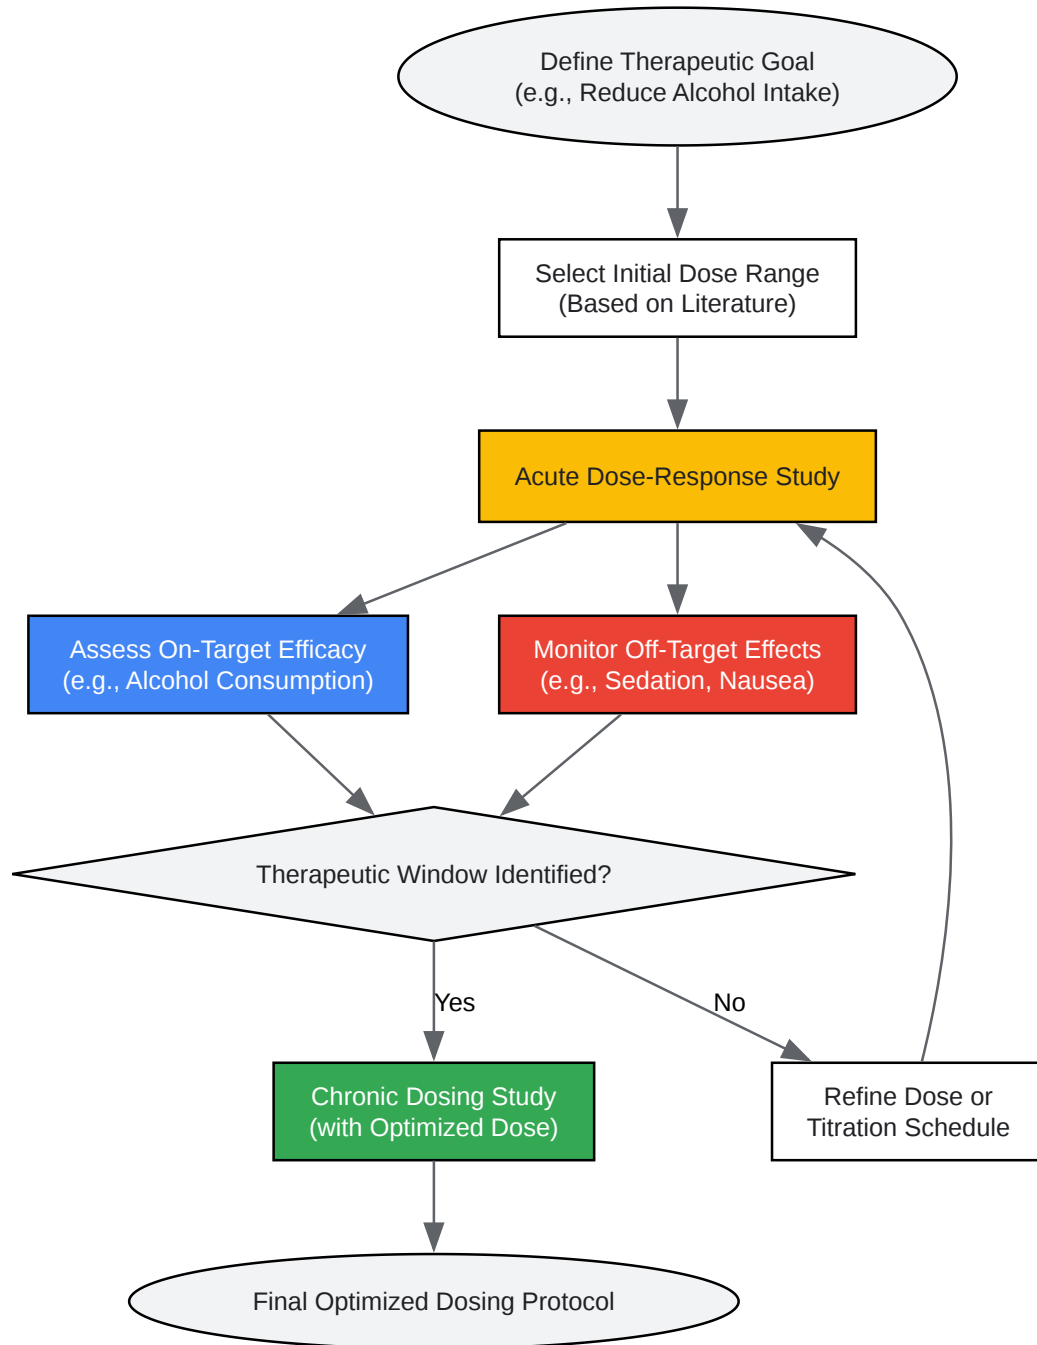 Define Therapeutic Goal
(e.g., Reduce Alcohol Intake)
Select Initial Dose Range
(Based on Literature)
Acute Dose-Response Study
Assess On-Target Efficacy
(e.g., Alcohol Consumption)
Monitor Off-Target Effects
(e.g., Sedation, Nausea)
Therapeutic Window Identified?
Yes
No
Chronic Dosing Study
(with Optimized Dose)
Refine Dose or
Titration Schedule
Final Optimized Dosing Protocol